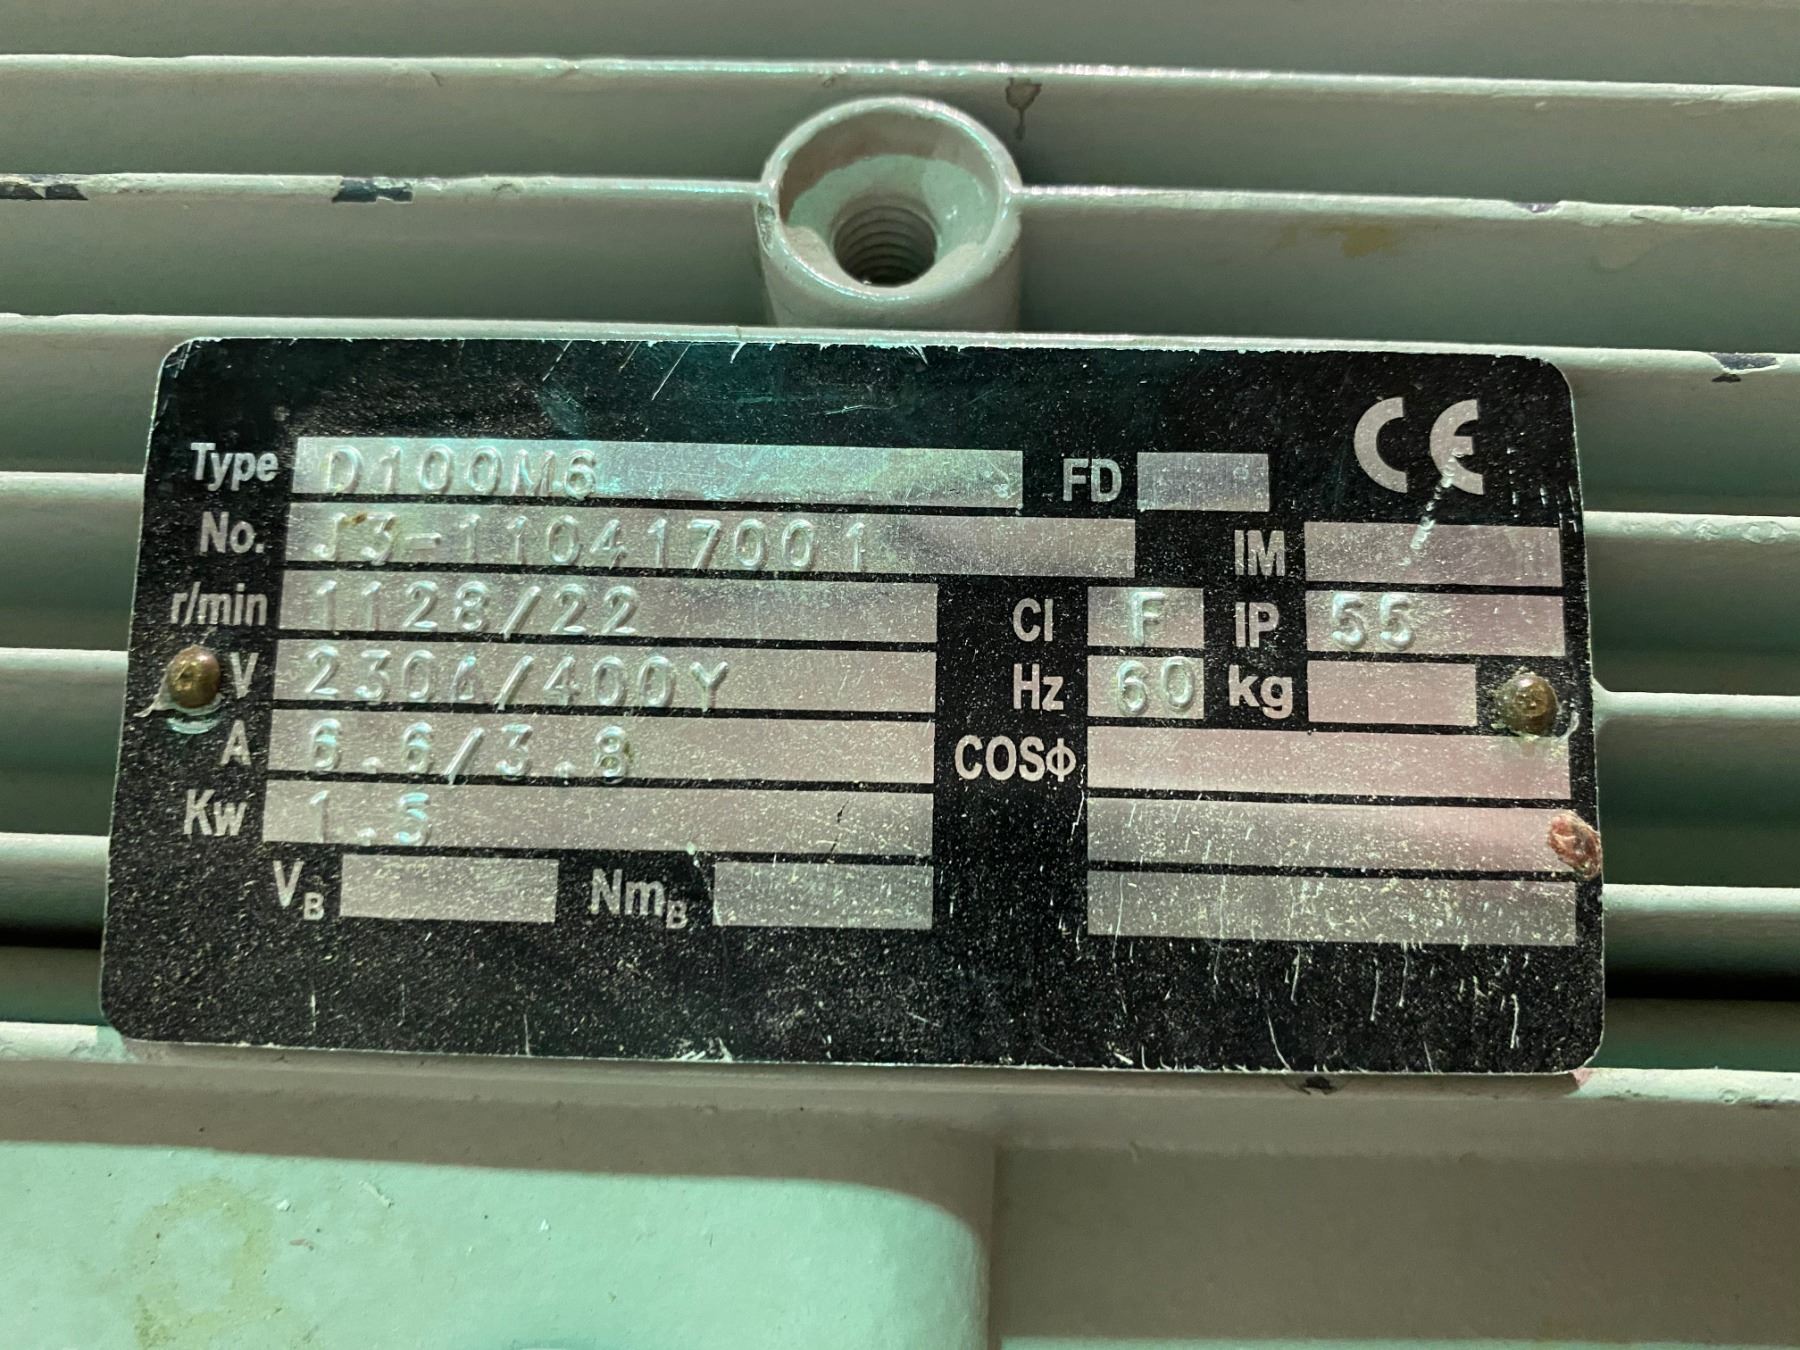 CE
Type D100M6 FD
No. J3-110417001 IM
r/min 1128/22 Cl F IP 55
V 230Δ/400Y Hz 60 kg
A 6.6/3.8 COSΦ
Kw 1.5
VB NmB